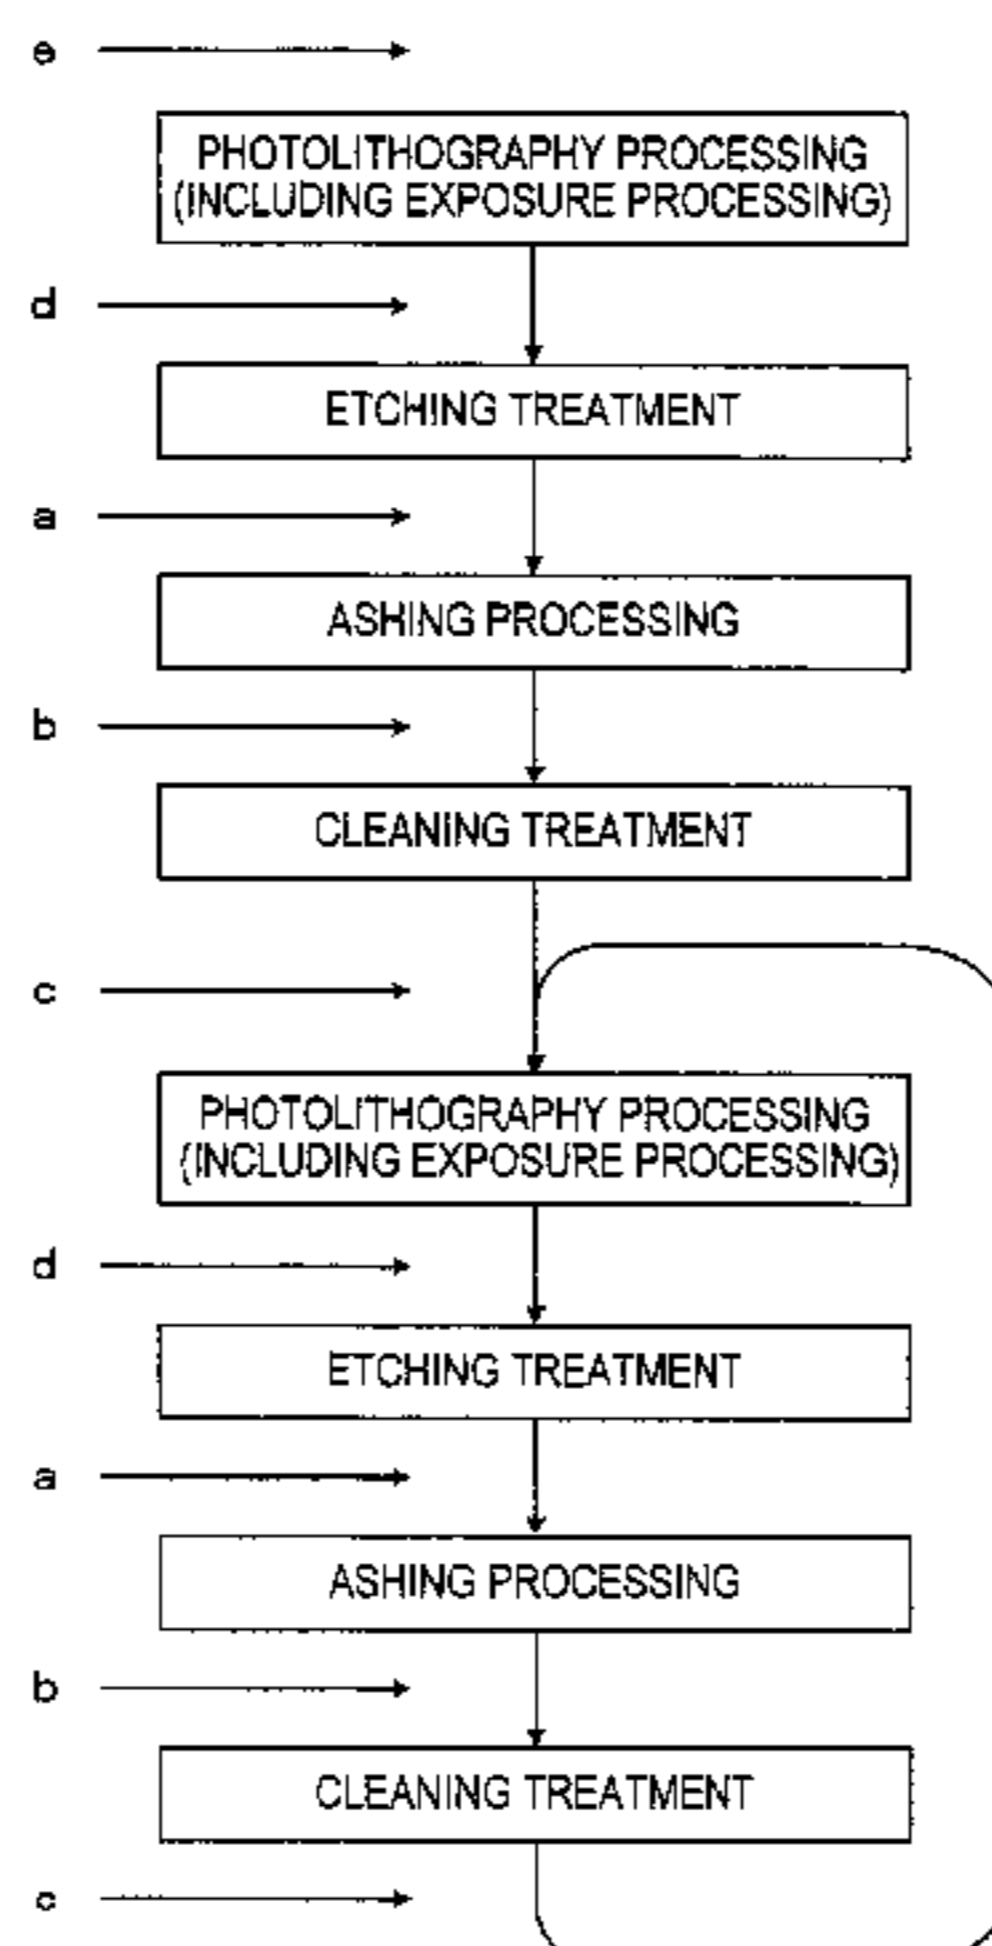 e
PHOTOLITHOGRAPHY PROCESSING
(INCLUDING EXPOSURE PROCESSING)
d
ETCHING TREATMENT
a
ASHING PROCESSING
b
CLEANING TREATMENT
c
PHOTOLITHOGRAPHY PROCESSING
(INCLUDING EXPOSURE PROCESSING)
d
ETCHING TREATMENT
a
ASHING PROCESSING
b
CLEANING TREATMENT
c